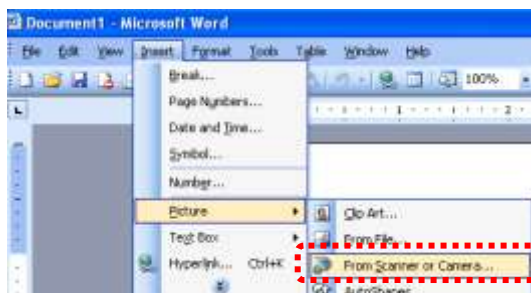 Document1 - Microsoft Word
File Edit View Insert Format Tools Table Window Help
100%
Break...
Page Numbers...
Date and Time...
Symbol...
Number...
Picture
Text Box
Hyperlink... Ctrl+K
Clip Art...
From File...
From Scanner or Camera...
AutoShapes